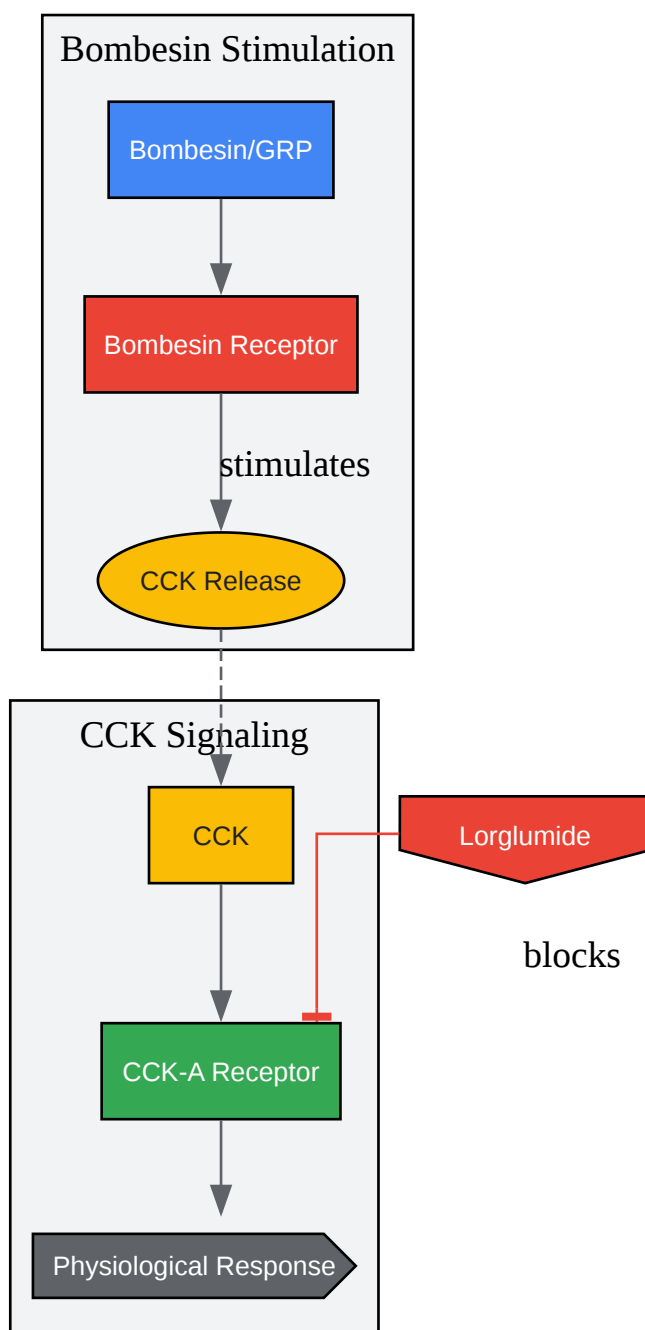 Bombesin Stimulation
Bombesin/GRP
Bombesin Receptor
stimulates
CCK Release
CCK Signaling
CCK
Lorglumide
blocks
CCK-A Receptor
Physiological Response